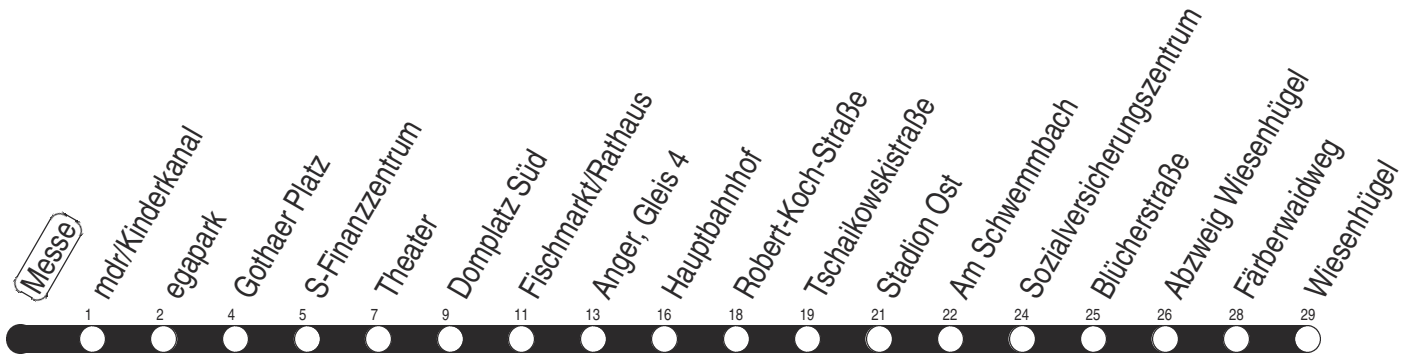 Messe
mdr/Kinderkanal
egapark
Gothaer Platz
S-Finanzzentrum
Theater
Domplatz Süd
Fischmarkt/Rathaus
Anger, Gleis 4
Hauptbahnhof
Robert-Koch-Straße
Tschaikowskistraße
Stadion Ost
Am Schwemmbach
Sozialversicherungszentrum
Blücherstraße
Abzweig Wiesenhügel
Färberwaidweg
Wiesenhügel
1 2 4 5 7 9 11 13 16 18 19 21 22 24 25 26 28 29